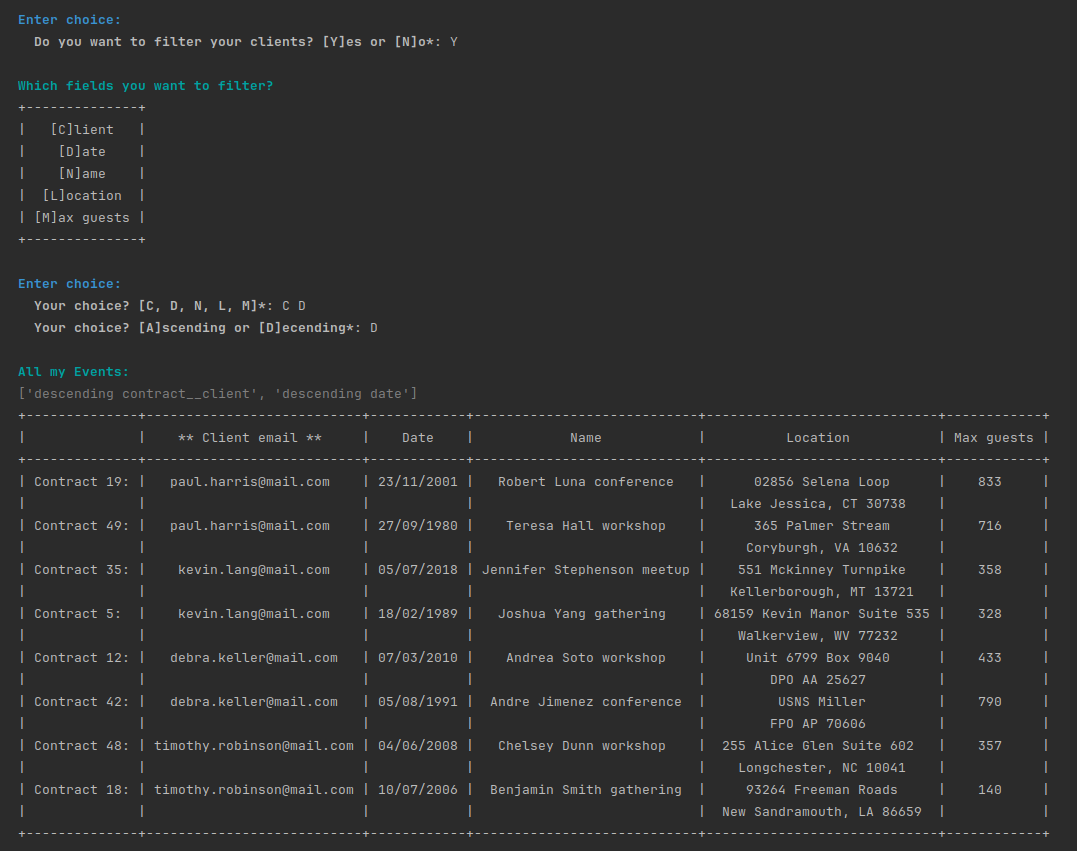 Enter choice:
Do you want to filter your clients? [Y]es or [N]o*: Y
Which fields you want to filter?
+--------------+
|   [C]lient   |
|    [D]ate    |
|    [N]ame    |
|  [L]ocation  |
| [M]ax guests |
+--------------+
Enter choice:
Your choice? [C, D, N, L, M]*: C D
Your choice? [A]scending or [D]ecending*: D
All my Events:
['descending contract__client', 'descending date']
+--------------+---------------------------+------------+----------------------------+-----------------------------+------------+
|              |    ** Client email **     |    Date    |            Name            |          Location           | Max guests |
+--------------+---------------------------+------------+----------------------------+-----------------------------+------------+
| Contract 19: |   paul.harris@mail.com    | 23/11/2001 |   Robert Luna conference   |      02856 Selena Loop      |    833     |
|              |                           |            |                            |   Lake Jessica, CT 30738    |            |
| Contract 49: |   paul.harris@mail.com    | 27/09/1980 |    Teresa Hall workshop    |      365 Palmer Stream      |    716     |
|              |                           |            |                            |     Coryburgh, VA 10632     |            |
| Contract 35: |    kevin.lang@mail.com    | 05/07/2018 | Jennifer Stephenson meetup |    551 Mckinney Turnpike    |    358     |
|              |                           |            |                            |   Kellerborough, MT 13721   |            |
| Contract 5:  |    kevin.lang@mail.com    | 18/02/1989 |   Joshua Yang gathering    | 68159 Kevin Manor Suite 535 |    328     |
|              |                           |            |                            |    Walkerview, WV 77232     |            |
| Contract 12: |   debra.keller@mail.com   | 07/03/2010 |    Andrea Soto workshop    |     Unit 6799 Box 9040      |    433     |
|              |                           |            |                            |        DPO AA 25627         |            |
| Contract 42: |   debra.keller@mail.com   | 05/08/1991 |  Andre Jimenez conference  |         USNS Miller         |    790     |
|              |                           |            |                            |        FPO AP 70606         |            |
| Contract 48: | timothy.robinson@mail.com | 04/06/2008 |   Chelsey Dunn workshop    |  255 Alice Glen Suite 602   |    357     |
|              |                           |            |                            |    Longchester, NC 10041    |            |
| Contract 18: | timothy.robinson@mail.com | 10/07/2006 |  Benjamin Smith gathering  |     93264 Freeman Roads     |    140     |
|              |                           |            |                            |  New Sandramouth, LA 86659  |            |
+--------------+---------------------------+------------+----------------------------+-----------------------------+------------+